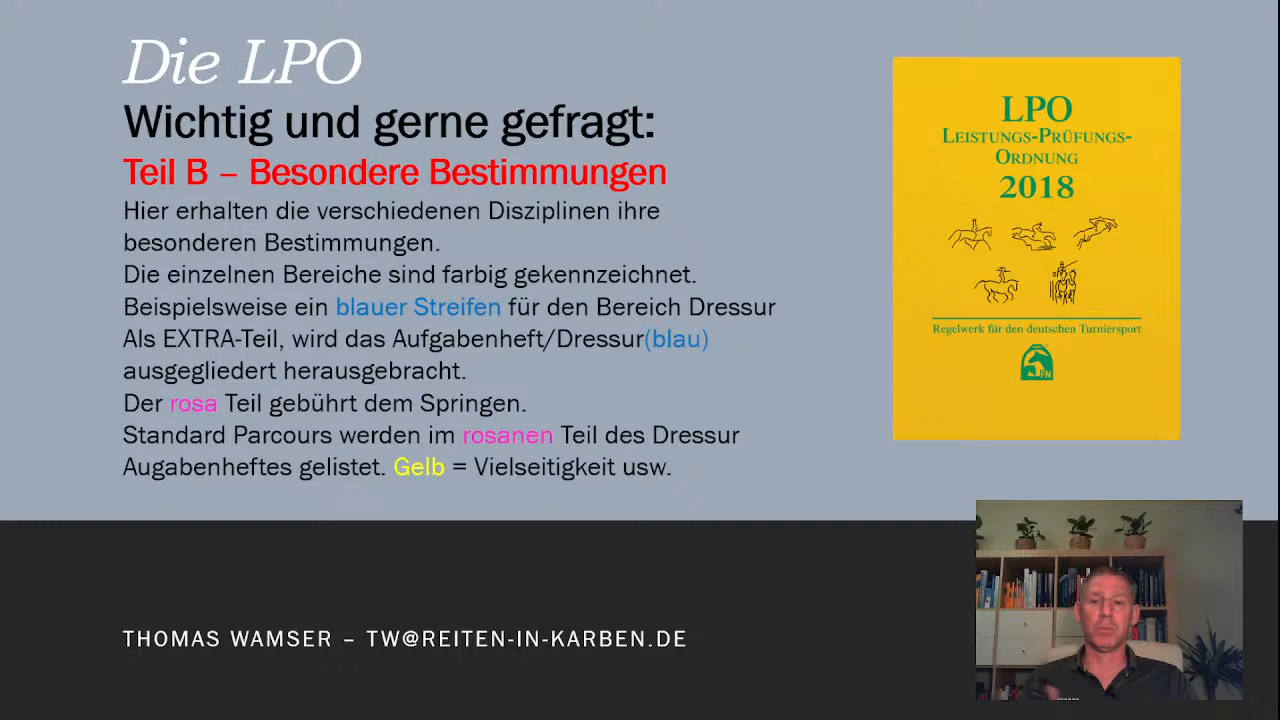 Die LPO
Wichtig und gerne gefragt:
Teil B – Besondere Bestimmungen
Hier erhalten die verschiedenen Disziplinen ihre
besonderen Bestimmungen.
Die einzelnen Bereiche sind farbig gekennzeichnet.
Beispielsweise ein blauer Streifen für den Bereich Dressur
Als EXTRA-Teil, wird das Aufgabenheft/Dressur(blau)
ausgegliedert herausgebracht.
Der rosa Teil gebührt dem Springen.
Standard Parcours werden im rosanen Teil des Dressur
Augabenheftes gelistet. Gelb = Vielseitigkeit usw.
LPO
LEISTUNGS-PRÜFUNGS-
ORDNUNG
2018
Regelwerk für den deutschen Turniersport
FN
THOMAS WAMSER – TW@REITEN-IN-KARBEN.DE